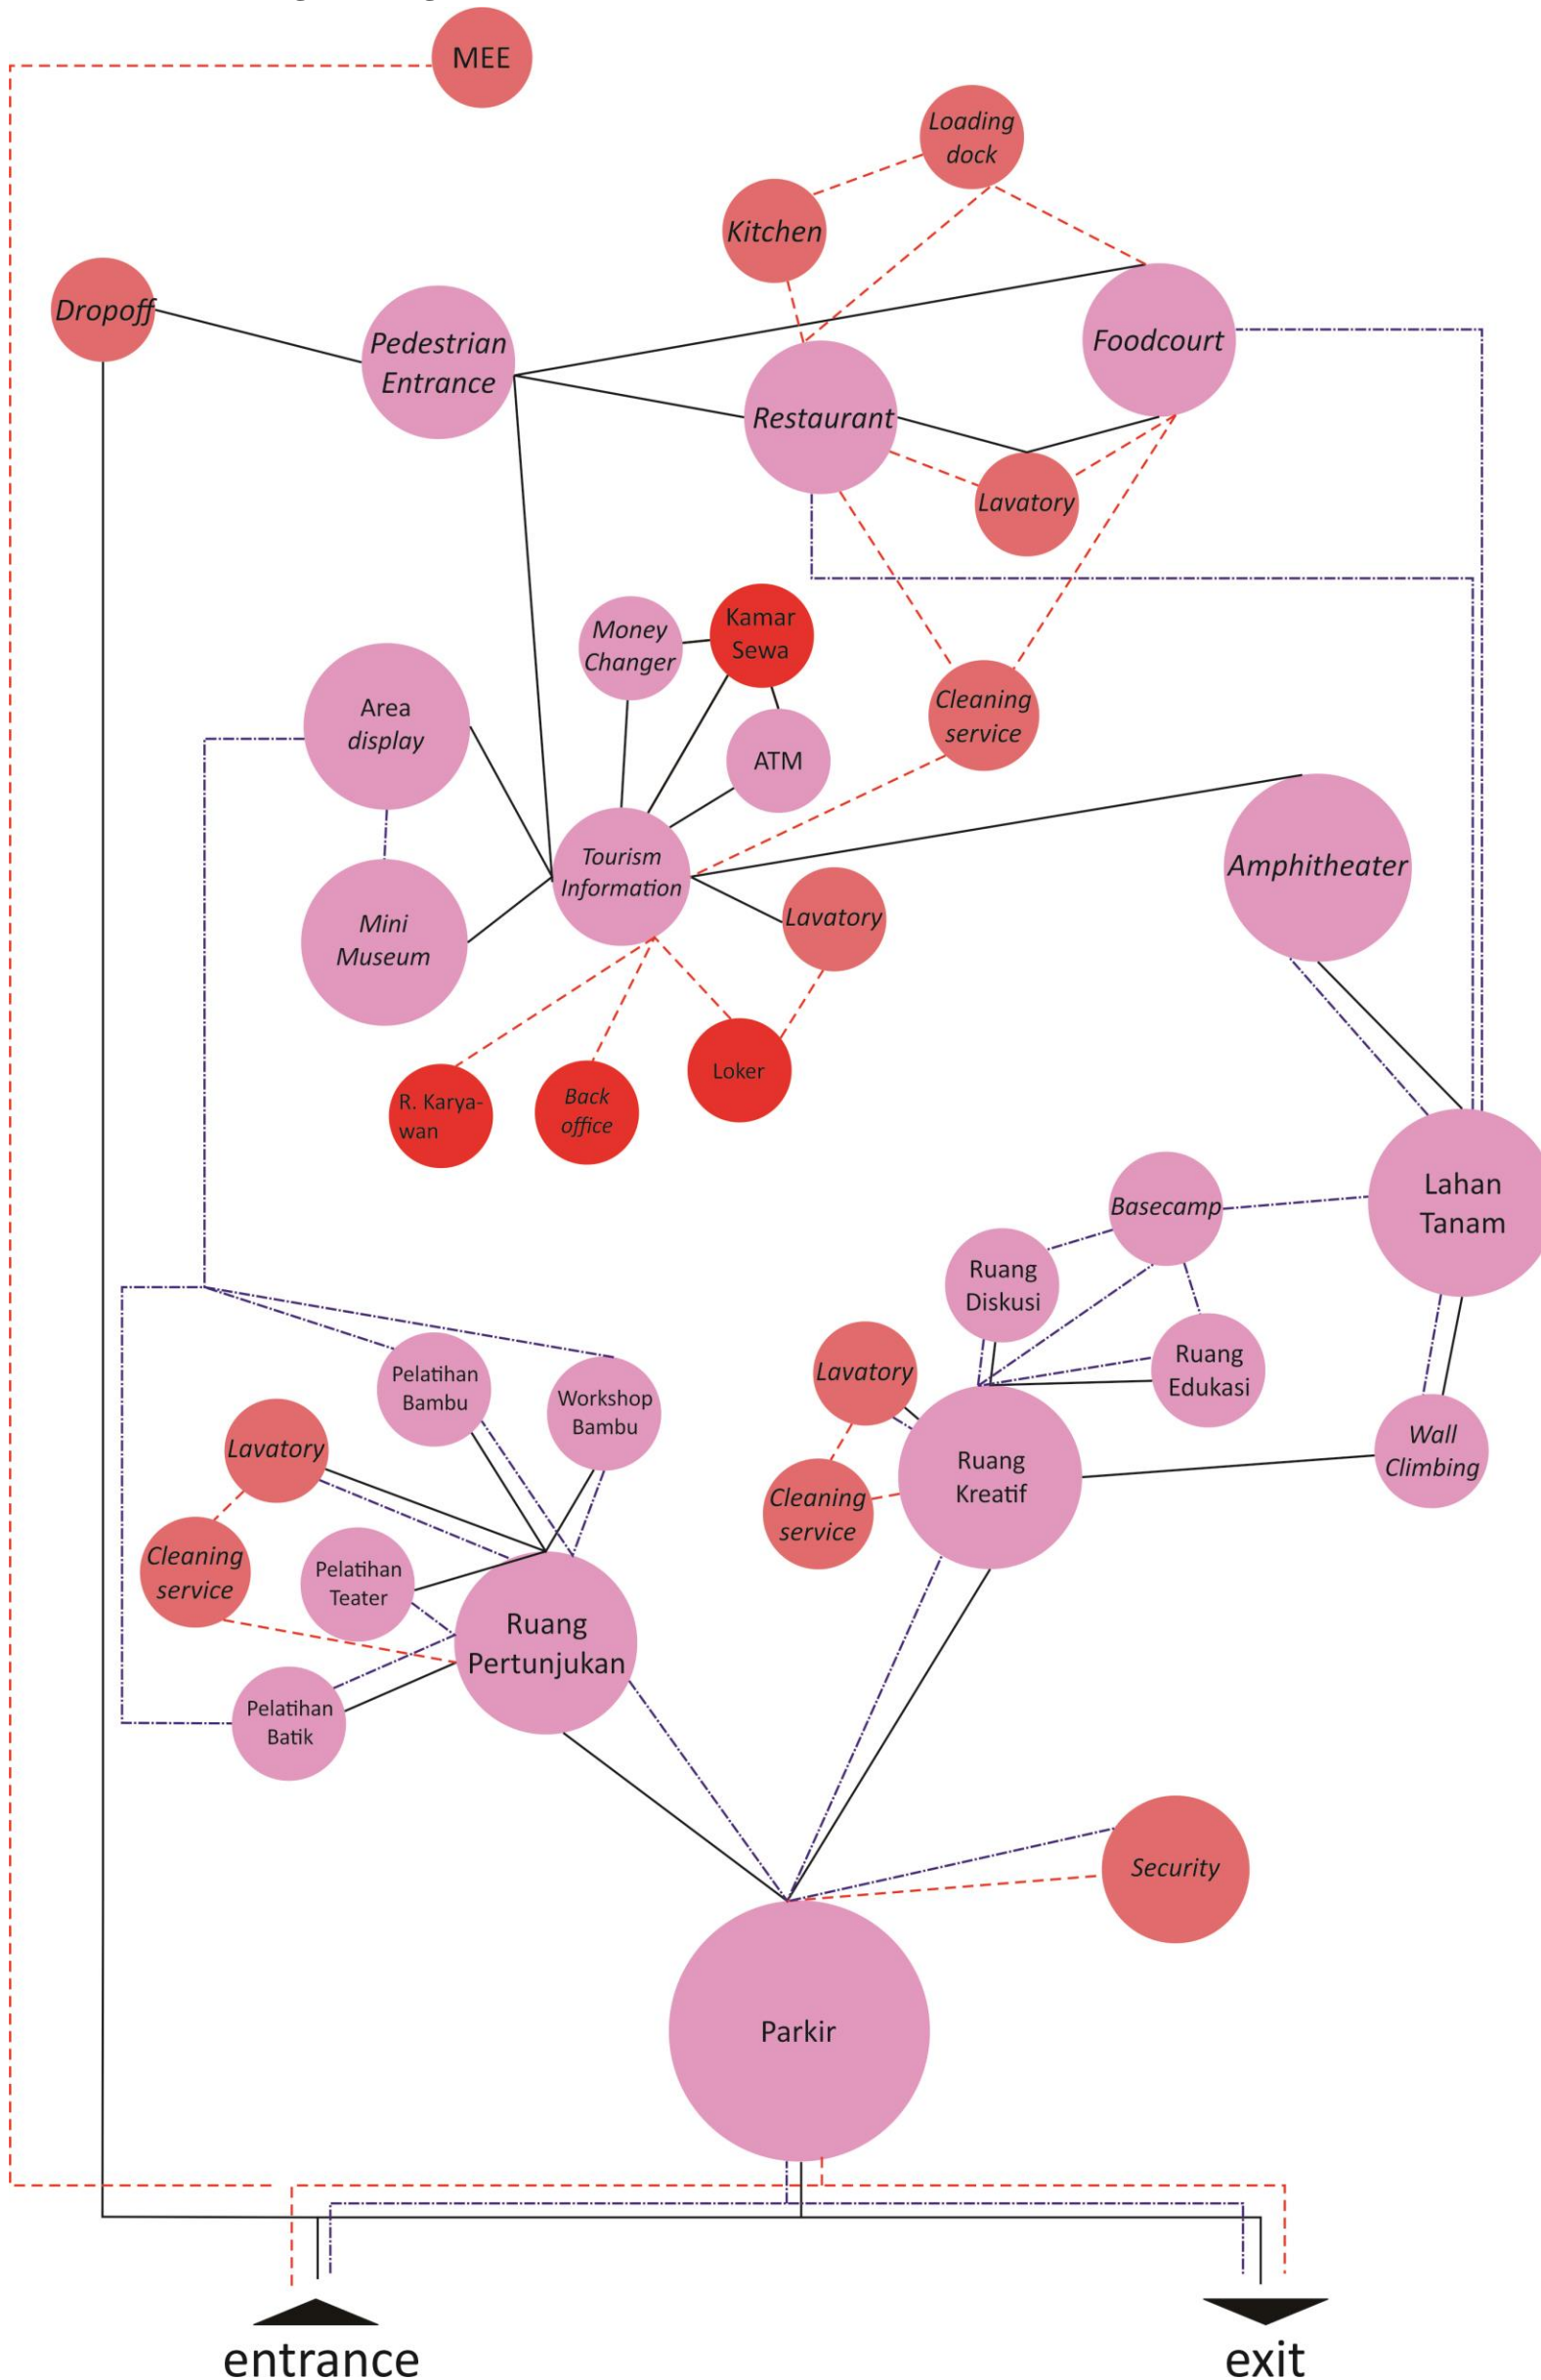 MEE
Loading
dock
Kitchen
Dropoff
Pedestrian
Entrance
Foodcourt
Restaurant
Lavatory
Money
Changer
Kamar
Sewa
Area
display
Cleaning
service
ATM
Tourism
Information
Amphitheater
Mini
Museum
Lavatory
R. Karya-
wan
Back
office
Loker
Lahan
Tanam
Basecamp
Ruang
Diskusi
Ruang
Edukasi
Lavatory
Pelatihan
Bambu
Workshop
Bambu
Lavatory
Wall
Climbing
Ruang
Kreatif
Cleaning
service
Cleaning
service
Pelatihan
Teater
Ruang
Pertunjukan
Pelatihan
Batik
Security
Parkir
entrance
exit